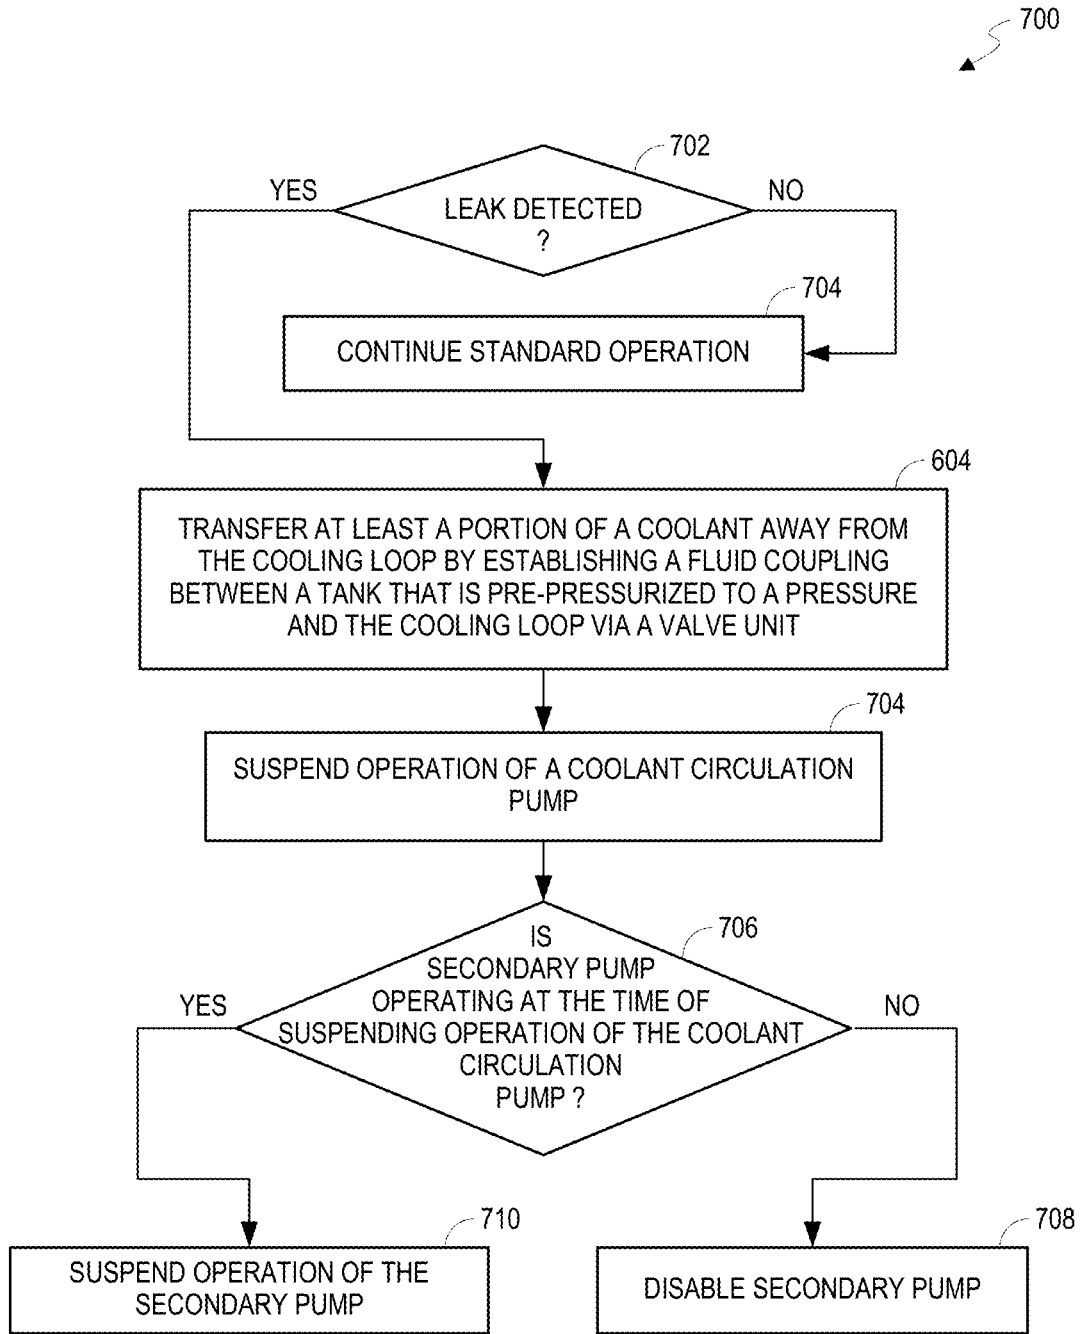 700
702
YES
NO
LEAK DETECTED
?
704
CONTINUE STANDARD OPERATION
604
TRANSFER AT LEAST A PORTION OF A COOLANT AWAY FROM
THE COOLING LOOP BY ESTABLISHING A FLUID COUPLING
BETWEEN A TANK THAT IS PRE-PRESSURIZED TO A PRESSURE
AND THE COOLING LOOP VIA A VALVE UNIT
704
SUSPEND OPERATION OF A COOLANT CIRCULATION
PUMP
706
IS
SECONDARY PUMP
OPERATING AT THE TIME OF
SUSPENDING OPERATION OF THE COOLANT
CIRCULATION
PUMP ?
YES
NO
710
SUSPEND OPERATION OF THE
SECONDARY PUMP
708
DISABLE SECONDARY PUMP